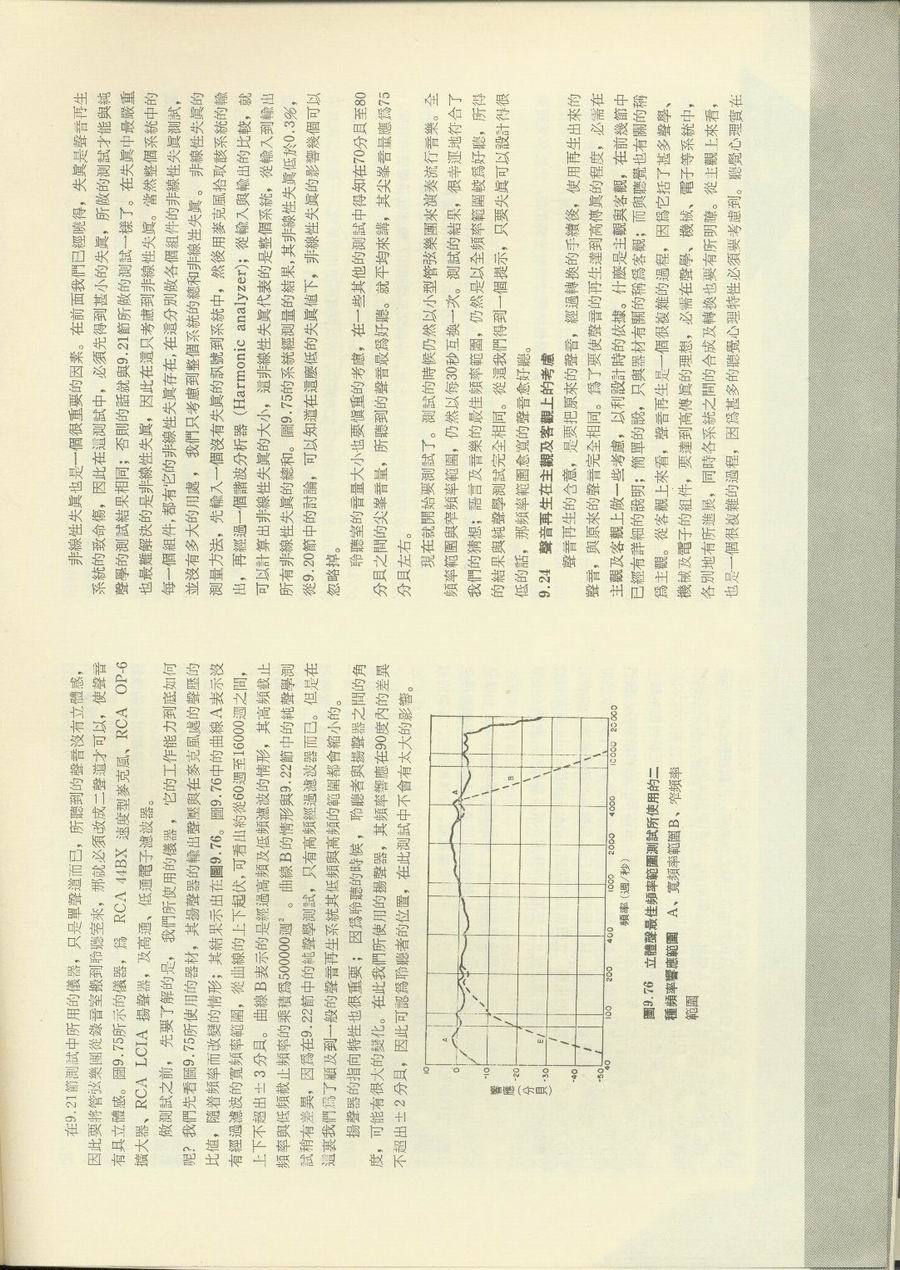 在9.21節測試中所用的儀器，只是單聲道而已，所聽到的聲音沒有立體感，
因此要將管弦樂團從錄音室搬到聆聽室來，那就必須改成二聲道才可以，使聲音
有具立體感。圖9.75所示的儀器，爲 RCA 44BX 速度型麥克風、RCA OP-6
擴大器、RCA LCIA 揚聲器，及高通、低通電子濾波器。
做測試之前，先要了解的是，我們所使用的儀器，它的工作能力到底如何
呢？我們先看圖9.75所使用的器材，其揚聲器的輸出聲壓與在麥克風處的聲壓的
比値，隨着頻率而改變的情形；其結果示出在圖9.76。圖9.76中的曲線A表示沒
有經過濾波的寬頻率範圍，從曲線的上下起伏,可看出約從60週至16000週之間，
上下不超出±3分貝。曲線B表示的是經過高頻及低頻濾波的情形，其高頻截止
頻率與低頻截止頻率的乘積爲500000週²。曲線B的情形與9.22節中的純聲學測
試稍有差異，因爲在9.22節中的純聲學測試，只有高頻經過濾波器而已。但是在
這裏我們爲了顧及到一般的聲音再生系統其低頻與高頻的範圍都會縮小的。
揚聲器的指向特性也很重要；因爲聆聽的時候，聆聽者與揚聲器之間的角
度，可能有很大的變化。在此我們所使用的揚聲器，其頻率響應在90度內的差異
不超出±2分貝，因此可認爲聆聽者的位置，在此測試中不會有太大的影響。
10
0
-10
-20
-30
-40
-50
響應(分貝)
A
A
B
B
40
100
200
400
1000
2000
4000
10000
20000
頻率(週/秒)
圖9.76 立體聲最佳頻率範圍測試所使用的二
種頻率響應範圍 A、寬頻率範圍B、窄頻率
範圍
非線性失眞也是一個很重要的因素。在前面我們已經曉得，失眞是聲音再生
系統的致命傷，因此在這測試中，必須先得到甚小的失眞，所做的測試才能與純
聲學的測試結果相同；否則的話就與9.21節所做的測試一樣了。在失眞中最嚴重
也最難解決的是非線性失眞，因此在這只考慮到非線性失眞。當然整個系統中的
每一個組件,都有它的非線性失眞存在,在這分別做各個組件的非線性失眞測試，
並沒有多大的用處，我們只考慮到整個系統的總和非線性失眞。非線性失眞的
測量方法，先輸入一個沒有失眞的訊號到系統中，然後用麥克風拾取該系統的輸
出，再經過一個諧波分析器 (Harmonic analyzer)；從輸入與輸出的比較，就
可以計算出非線性失眞的大小，這非線性失眞代表的是整個系統，從輸入到輸出
所有非線性失眞的總和。圖9.75的系統經測量的結果,其非線性失眞低於0.3%，
從9.20節中的討論，可以知道在這麽低的失眞値下，非線性失眞的影響幾個可以
忽略掉。
聆聽室的音量大小也要愼重的考慮，在一些其他的測試中得知在70分貝至80
分貝之間的尖峯音量，所聽到的聲音最爲好聽。就平均來講，其尖峯音量應爲75
分貝左右。
現在就開始要測試了。測試的時候仍然以小型管弦樂團來演奏流行音樂。全
頻率範圍與窄頻率範圍，仍然以每30秒互換一次。測試的結果，很幸運地符合了
我們的猜想；語言及音樂的最佳頻率範圍，仍然是以全頻率範圍較爲好聽，所得
的結果與純聲學測試完全相同。從這我們得到一個提示，只要失眞可以設計得很
低的話，那頻率範圍愈寬的聲音愈好聽。
9.24 聲音再生在主觀及客觀上的考慮
聲音再生的含意，是要把原來的聲音，經過轉換的手續後，使用再生出來的
聲音，與原來的聲音完全相同。爲了要使聲音的再生達到高傳眞的程度，必需在
主觀及客觀上做一些考慮，以利設計時的依據。什麽是主觀與客觀，在前幾節中
已經有詳細的說明；簡單的說，只與器材有關的稱爲客觀；而與聽覺也有關的稱
爲主觀。從客觀上來看，聲音再生是一個很複雜的過程，因爲它括了甚多聲學、
機械及電子的組件，要達到高傳眞的理想，必需在聲學、機械、電子等系統中，
各別地有所進展，同時各系統之間的合成及轉換也要有所明瞭。從主觀上來看，
也是一個很複雜的過程，因爲甚多的聽覺心理特性必須要考慮到。聽覺心理實在